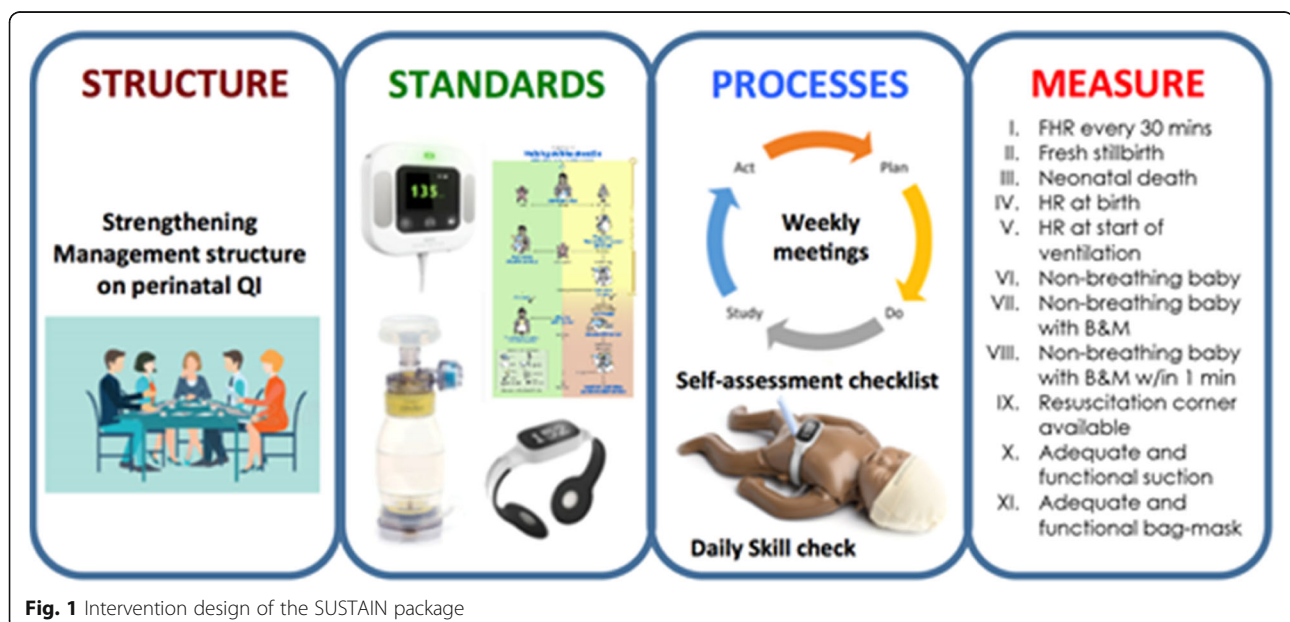 STRUCTURE
Strengthening
Management structure
on perinatal QI
STANDARDS
135
PROCESSES
Act
Plan
Weekly
meetings
Study
Do
Self-assessment checklist
Daily Skill check
MEASURE
I. FHR every 30 mins
II. Fresh stillbirth
III. Neonatal death
IV. HR at birth
V. HR at start of
ventilation
VI. Non-breathing baby
VII. Non-breathing baby
with B&M
VIII. Non-breathing baby
with B&M w/in 1 min
IX. Resuscitation corner
available
X. Adequate and
functional suction
XI. Adequate and
functional bag-mask
Fig. 1 Intervention design of the SUSTAIN package